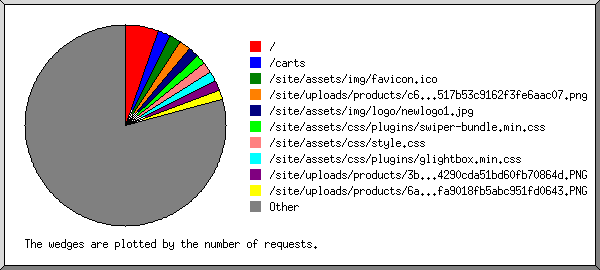 /
/carts
/site/assets/img/favicon.ico
/site/uploads/products/c6...517b53c9162f3fe6aac07.png
/site/assets/img/logo/newlogo1.jpg
/site/assets/css/plugins/swiper-bundle.min.css
/site/assets/css/style.css
/site/assets/css/plugins/glightbox.min.css
/site/uploads/products/3b...4290cda51bd60fb70864d.PNG
/site/uploads/products/6a...fa9018fb5abc951fd0643.PNG
Other
The wedges are plotted by the number of requests.